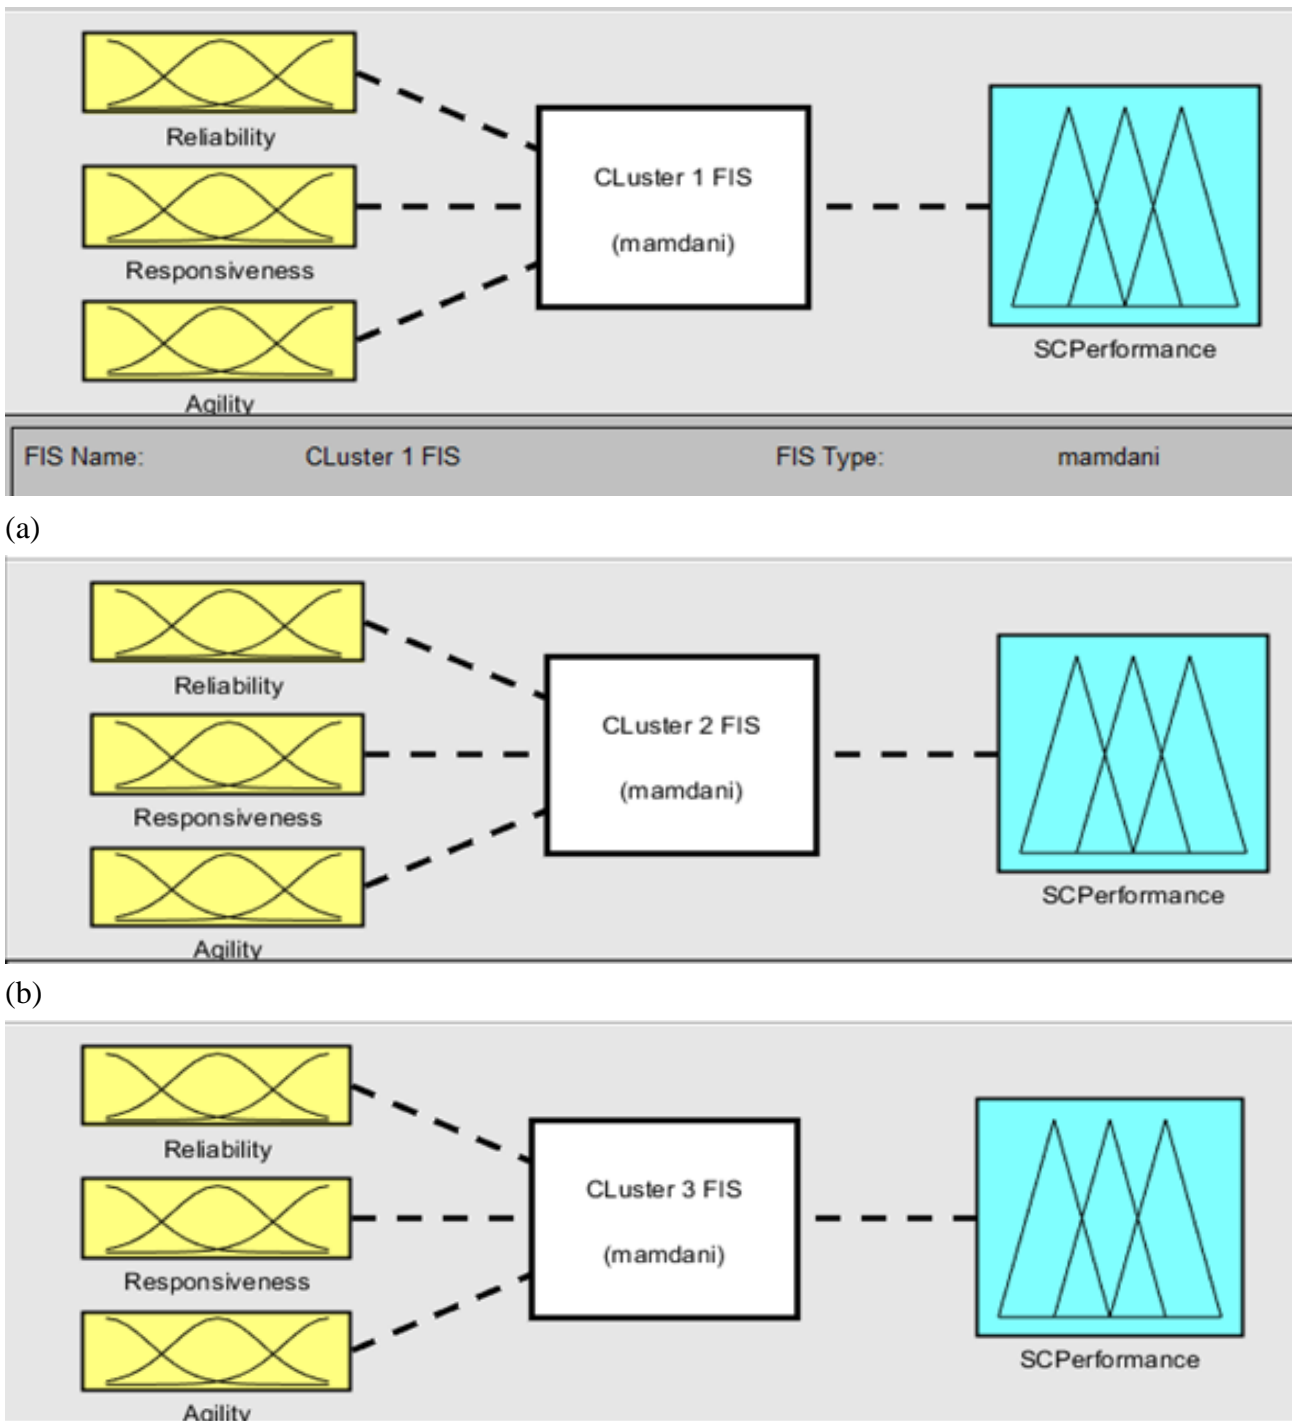 Reliability
CLuster 1 FIS
(mamdani)
Responsiveness
SCPerformance
Agility
FIS Name: CLuster 1 FIS FIS Type: mamdani
(a)
Reliability
CLuster 2 FIS
(mamdani)
Responsiveness
SCPerformance
Agility
(b)
Reliability
CLuster 3 FIS
(mamdani)
Responsiveness
SCPerformance
Agility